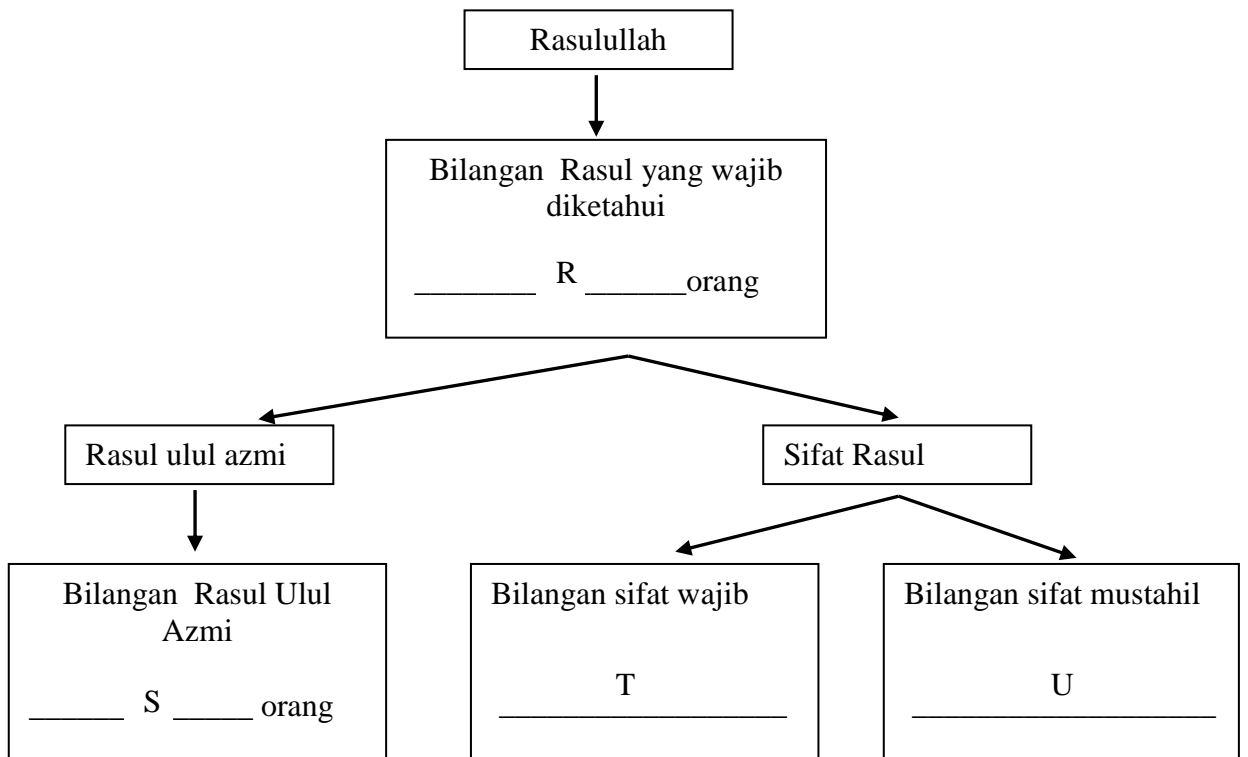 Rasulullah
Bilangan Rasul yang wajib
diketahui
________ R _______orang
Rasul ulul azmi
Sifat Rasul
Bilangan Rasul Ulul
Azmi
______ S _____ orang
Bilangan sifat wajib
T
__________________
Bilangan sifat mustahil
U
___________________